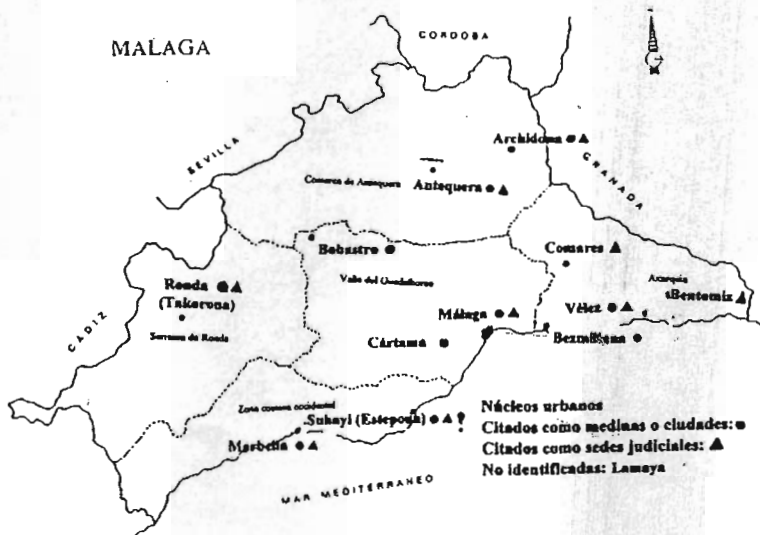 MALAGA
CORDOBA
SEVILLA
GRANADA
CADIZ
Archidona
Comarca de Antequera
Antequera
Bobastro
Comares
Valle del Guadalhorce
Axarquía
Bentomiz
Ronda
(Takorona)
Málaga
Vélez
Serranía de Ronda
Cártama
Bezmiliana
Zona costera occidental
Suhayl (Estepona)
!
Marbella
MAR MEDITERRANEO
Núcleos urbanos
Citados como medinas o ciudades:
Citados como sedes judiciales:
No identificadas: Lamaya